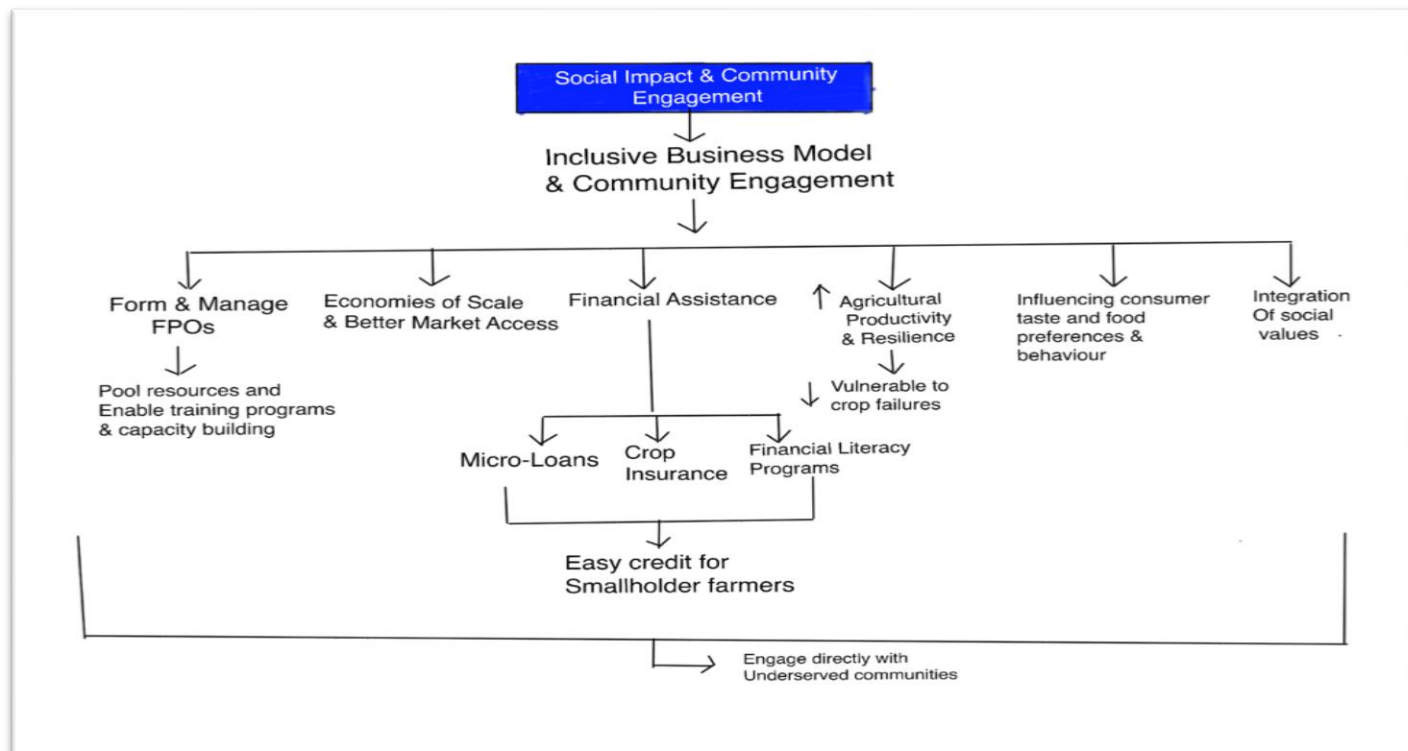 Social Impact & Community
Engagement
Inclusive Business Model
& Community Engagement
Form & Manage
FPOs
Economies of Scale
& Better Market Access
Financial Assistance
Agricultural
Productivity
& Resilience
Influencing consumer
taste and food
preferences &
behaviour
Integration
Of social
values
Pool resources and
Enable training programs
& capacity building
Vulnerable to
crop failures
Micro-Loans
Crop
Insurance
Financial Literacy
Programs
Easy credit for
Smallholder farmers
Engage directly with
Underserved communities